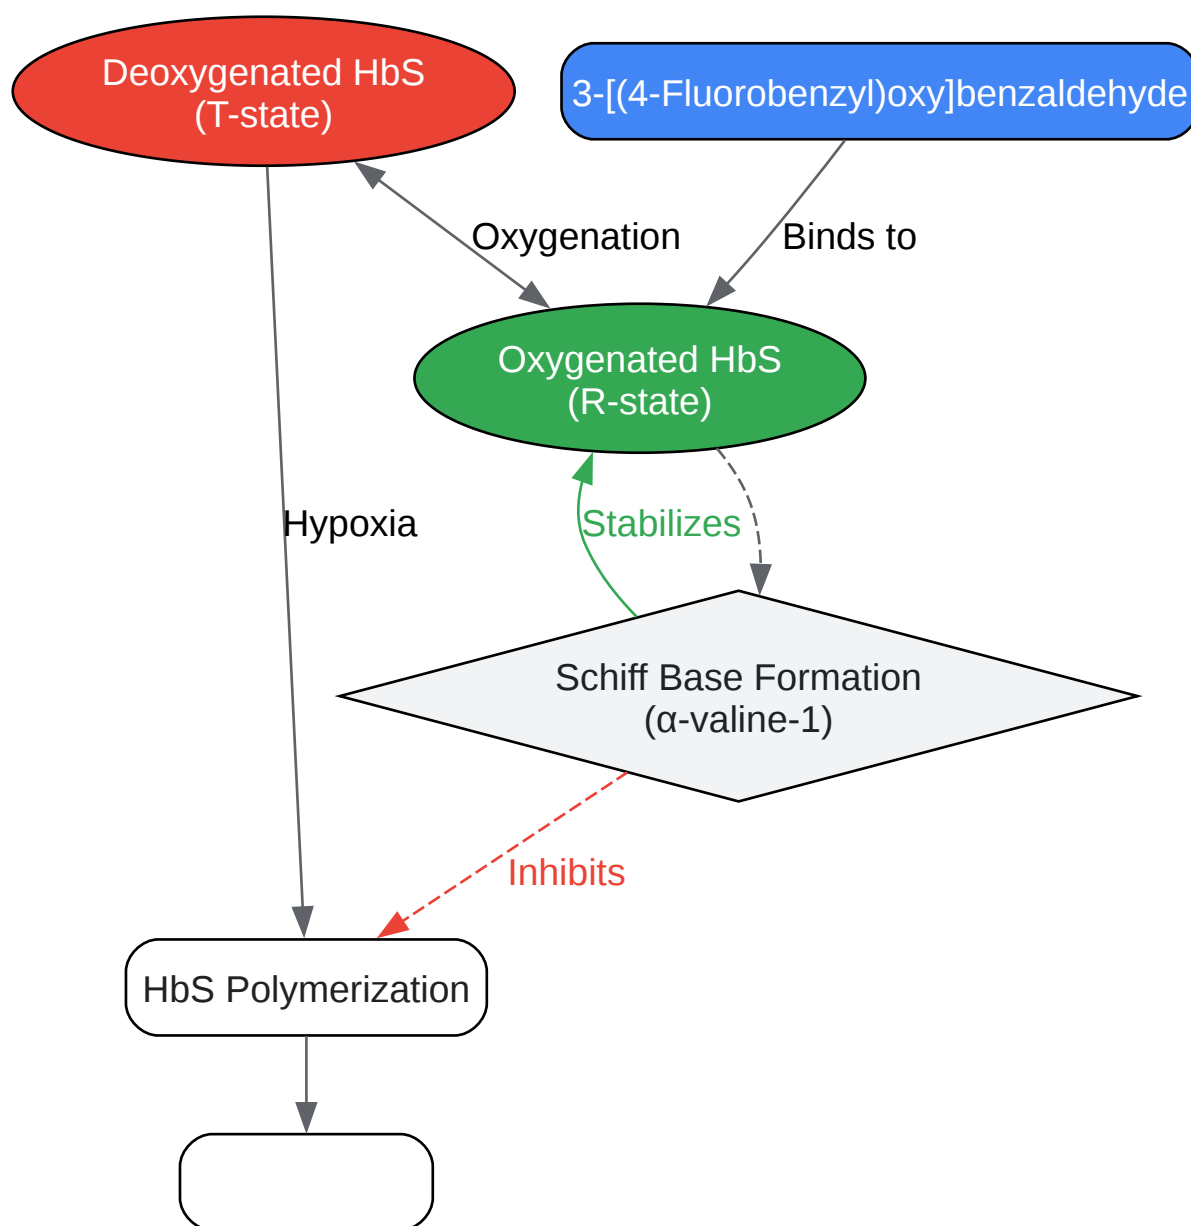 Deoxygenated HbS
(T-state)
3-[(4-Fluorobenzyl)oxy]benzaldehyde
Oxygenation
Binds to
Oxygenated HbS
(R-state)
Hypoxia
Stabilizes
Schiff Base Formation
(α-valine-1)
Inhibits
HbS Polymerization